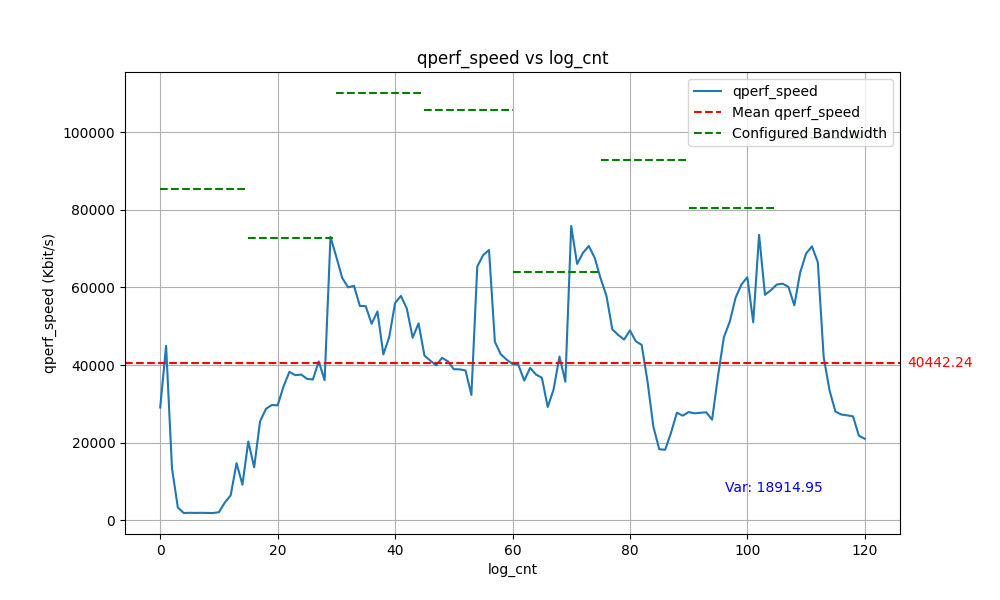 qperf_speed vs log_cnt
qperf_speed
Mean qperf_speed
Configured Bandwidth
qperf_speed (Kbit/s)
100000
80000
60000
40000
20000
0
40442.24
Var: 18914.95
0 20 40 60 80 100 120
log_cnt